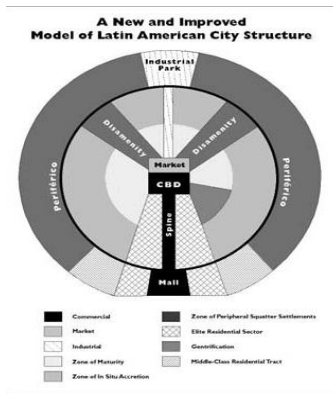 A New and Improved
Model of Latin American City Structure
Industrial
Park
Disamenity
Disamenity
Market
CBD
Periférico
Periférico
Spine
Mall
Commercial
Market
Industrial
Zone of Maturity
Zone of In Situ Accretion
Zone of Peripheral Squatter Settlements
Elite Residential Sector
Gentrification
Middle-Class Residential Tract